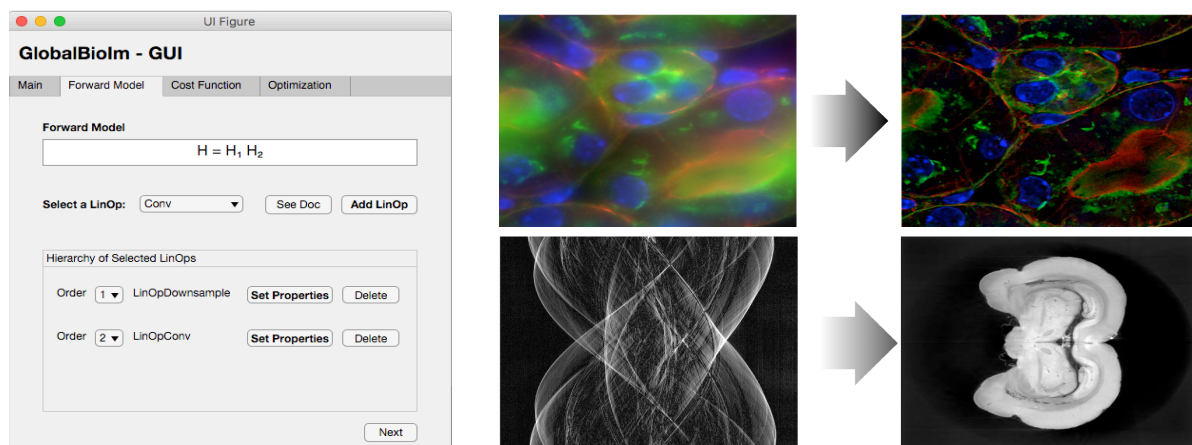 UI Figure
GlobalBioIm - GUI
Main Forward Model Cost Function Optimization
Forward Model
H = H₁ H₂
Select a LinOp: Conv See Doc Add LinOp
Hierarchy of Selected LinOps
Order 1 LinOpDownsample Set Properties Delete
Order 2 LinOpConv Set Properties Delete
Next